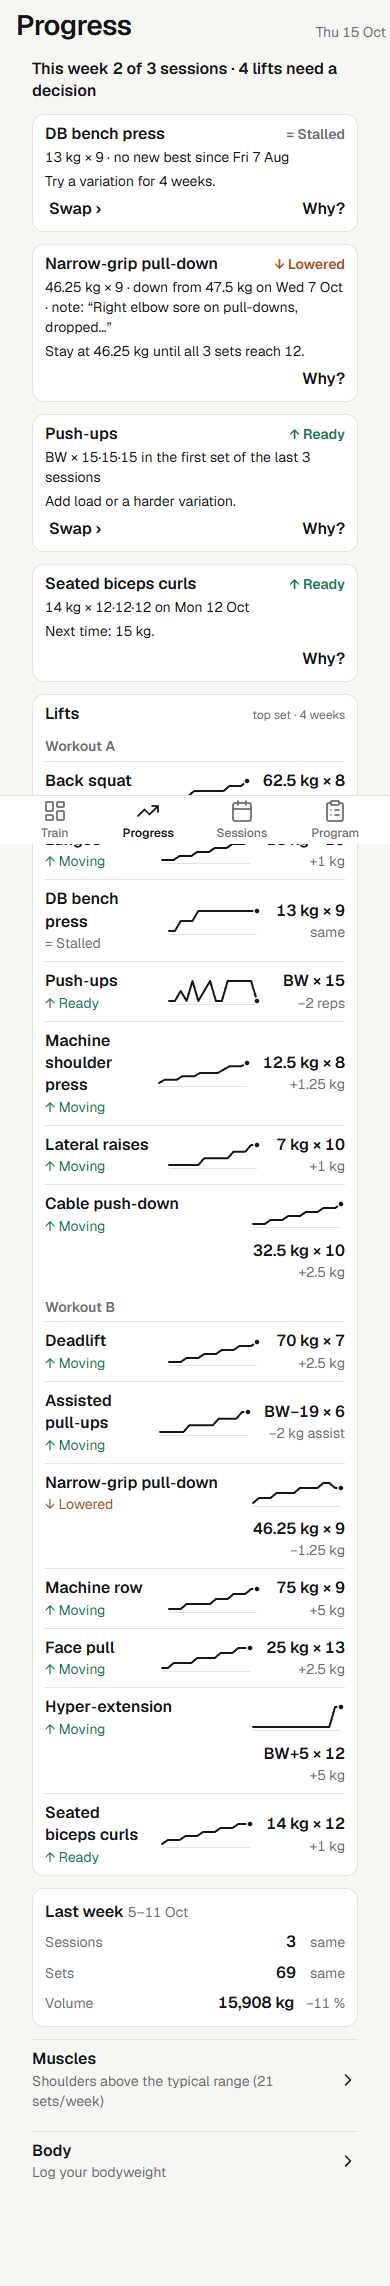 Progress
Thu 15 Oct
This week 2 of 3 sessions · 4 lifts need a
decision
DB bench press
= Stalled
13 kg × 9 · no new best since Fri 7 Aug
Try a variation for 4 weeks.
Swap ›
Why?
Narrow-grip pull-down
↓ Lowered
46.25 kg × 9 · down from 47.5 kg on Wed 7 Oct
· note: “Right elbow sore on pull-downs,
dropped…”
Stay at 46.25 kg until all 3 sets reach 12.
Why?
Push-ups
↑ Ready
BW × 15·15·15 in the first set of the last 3
sessions
Add load or a harder variation.
Swap ›
Why?
Seated biceps curls
↑ Ready
14 kg × 12·12·12 on Mon 12 Oct
Next time: 15 kg.
Why?
Lifts
top set · 4 weeks
Workout A
Back squat
62.5 kg × 8
Train
Progress
Sessions
Program
↑ Moving
+1 kg
DB bench
press
= Stalled
13 kg × 9
same
Push-ups
↑ Ready
BW × 15
−2 reps
Machine
shoulder
press
↑ Moving
12.5 kg × 8
+1.25 kg
Lateral raises
↑ Moving
7 kg × 10
+1 kg
Cable push-down
↑ Moving
32.5 kg × 10
+2.5 kg
Workout B
Deadlift
↑ Moving
70 kg × 7
+2.5 kg
Assisted
pull-ups
↑ Moving
BW−19 × 6
−2 kg assist
Narrow-grip pull-down
↓ Lowered
46.25 kg × 9
−1.25 kg
Machine row
↑ Moving
75 kg × 9
+5 kg
Face pull
↑ Moving
25 kg × 13
+2.5 kg
Hyper-extension
↑ Moving
BW+5 × 12
+5 kg
Seated
biceps curls
↑ Ready
14 kg × 12
+1 kg
Last week 5–11 Oct
Sessions
3 same
Sets
69 same
Volume
15,908 kg −11 %
Muscles
Shoulders above the typical range (21
sets/week)
Body
Log your bodyweight